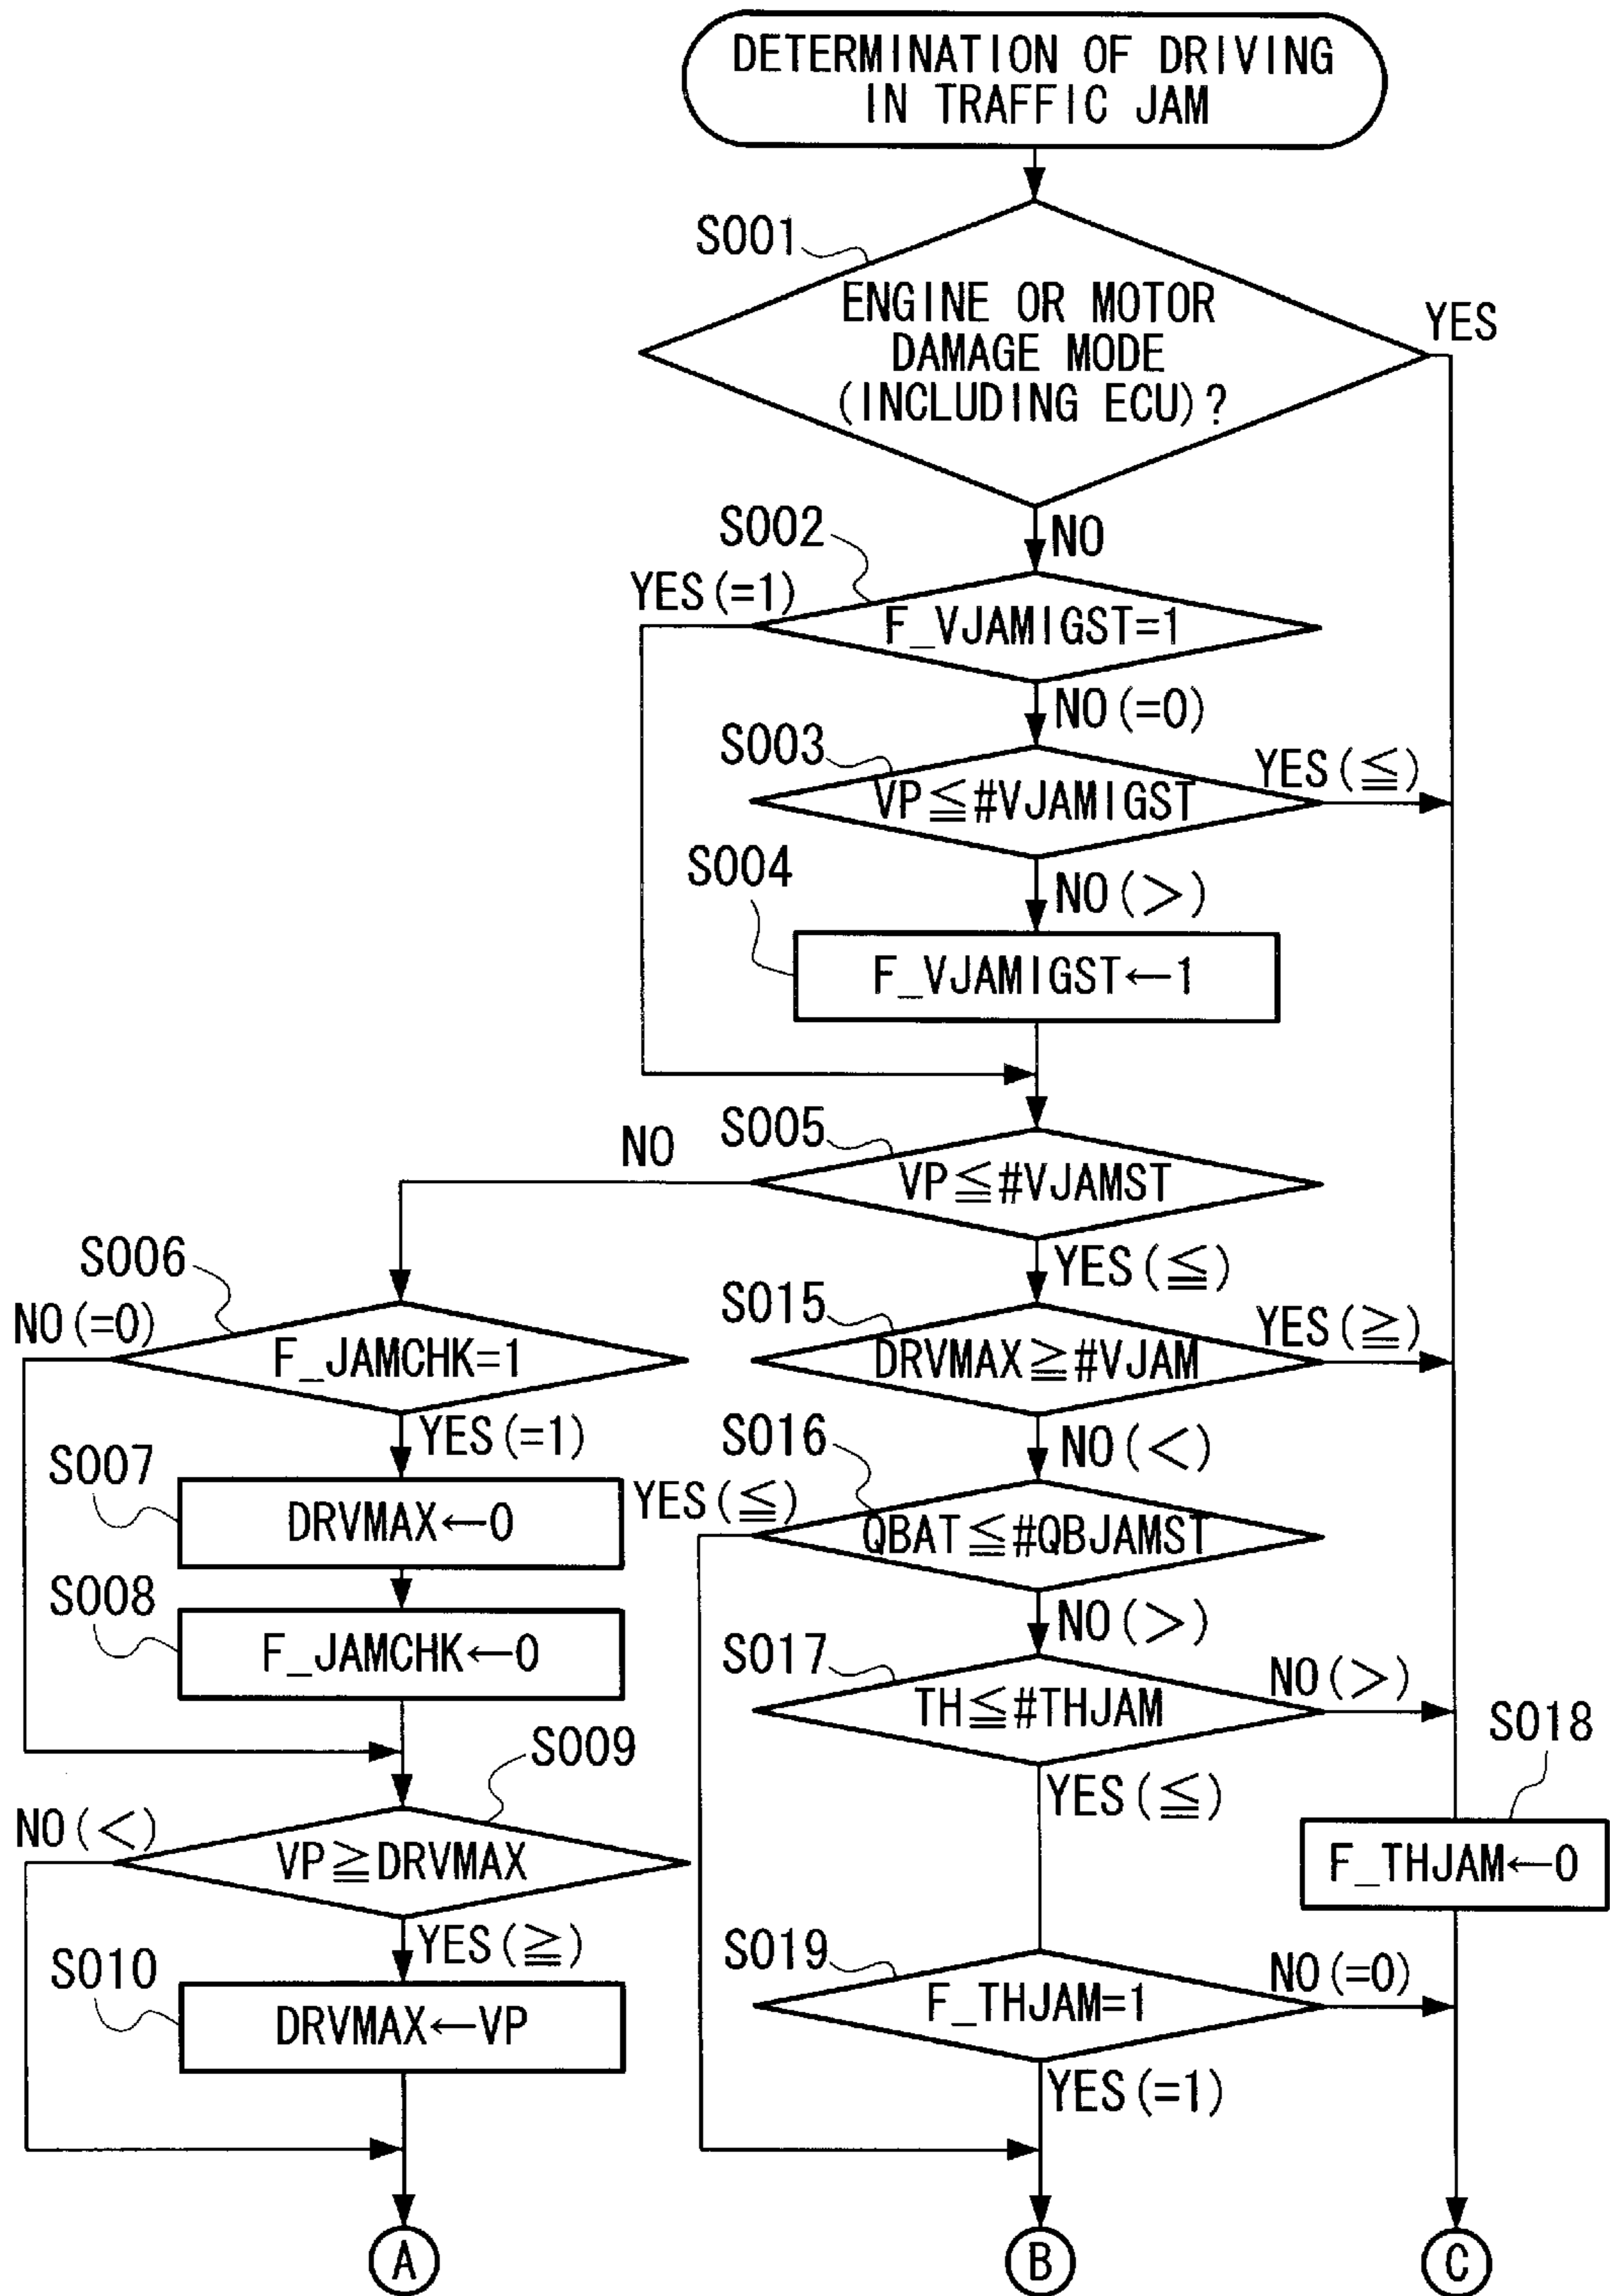 DETERMINATION OF DRIVING
IN TRAFFIC JAM
S001
ENGINE OR MOTOR
DAMAGE MODE
(INCLUDING ECU)?
YES
NO
S002
YES(=1)
F_VJAMIGST=1
NO(=0)
S003
VP≦#VJAMIGST
YES(≦)
NO(>)
S004
F_VJAMIGST←1
S005
NO
VP≦#VJAMST
YES(≦)
S006
NO(=0)
F_JAMCHK=1
YES(=1)
S007
DRVMAX←0
S008
F_JAMCHK←0
S009
NO(<)
VP≧DRVMAX
YES(≧)
S010
DRVMAX←VP
A
S015
DRVMAX≧#VJAM
YES(≧)
NO(<)
S016
YES(≦)
QBAT≦#QBJAMST
NO(>)
S017
TH≦#THJAM
NO(>)
YES(≦)
S018
F_THJAM←0
S019
F_THJAM=1
NO(=0)
YES(=1)
B
C